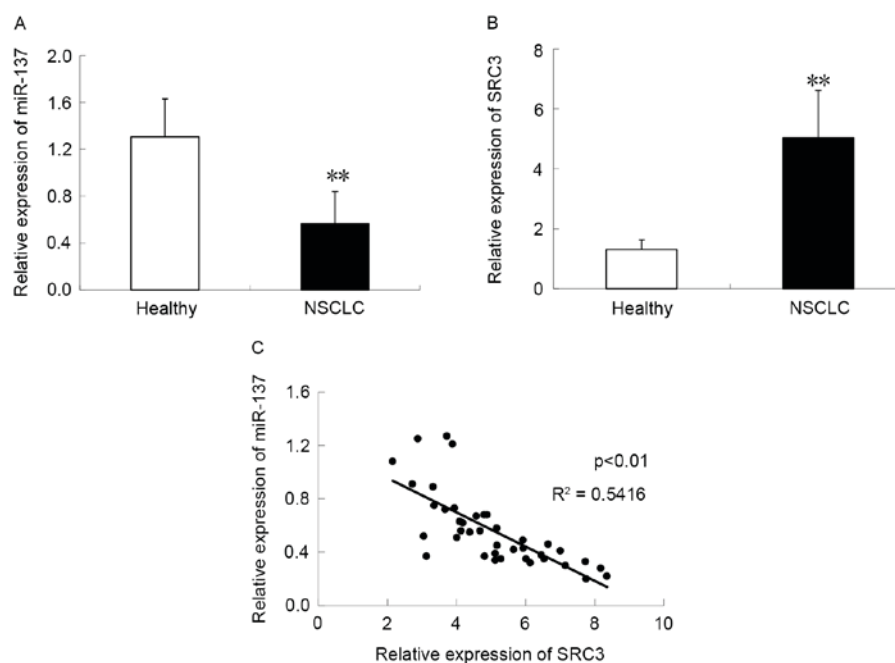 A
Relative expression of miR-137
1.6
1.2
0.8
0.4
0.0
**
Healthy
NSCLC
B
Relative expression of SRC3
8
6
4
2
0
**
Healthy
NSCLC
C
Relative expression of miR-137
1.6
1.2
0.8
0.4
0.0
p<0.01
R² = 0.5416
0
2
4
6
8
10
Relative expression of SRC3